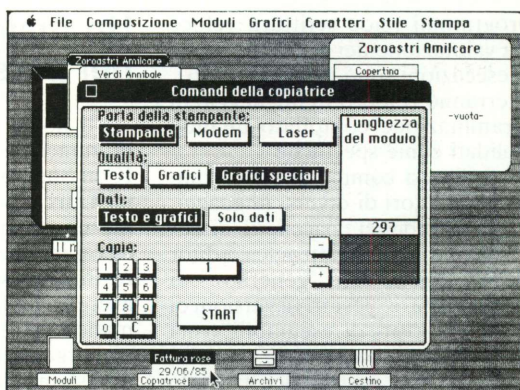 File Composizione Moduli Grafici Caratteri Stile Stampa
Zoroastri Amilcare
Verdi Annibale
Zoroastri Amilcare
Copertina
-vuota-
Comandi della copiatrice
Porta della stampante:
Stampante Modem Laser
Qualità:
Testo Grafici Grafici speciali
Dati:
Testo e grafici Solo dati
Copie:
1 2 3
4 5 6
7 8 9
0 C
1
START
Lunghezza
del modulo
297
-
+
Moduli
Fattura rose
29/06/85
Copiatrice
Archivi
Cestino